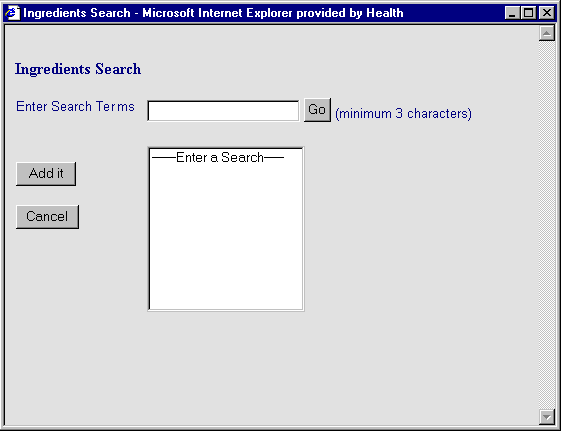 Ingredients Search - Microsoft Internet Explorer provided by Health
Ingredients Search
Enter Search Terms
Go
(minimum 3 characters)
——Enter a Search——
Add it
Cancel